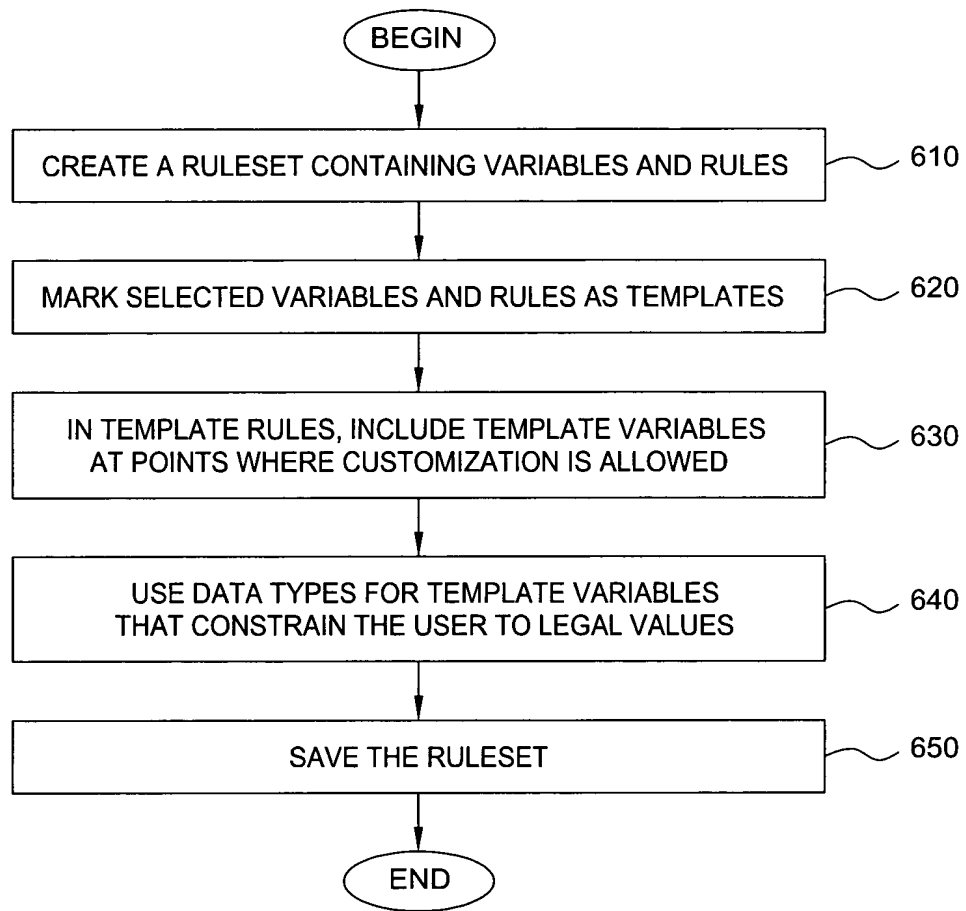 BEGIN
CREATE A RULESET CONTAINING VARIABLES AND RULES
610
MARK SELECTED VARIABLES AND RULES AS TEMPLATES
620
IN TEMPLATE RULES, INCLUDE TEMPLATE VARIABLES
AT POINTS WHERE CUSTOMIZATION IS ALLOWED
630
USE DATA TYPES FOR TEMPLATE VARIABLES
THAT CONSTRAIN THE USER TO LEGAL VALUES
640
SAVE THE RULESET
650
END